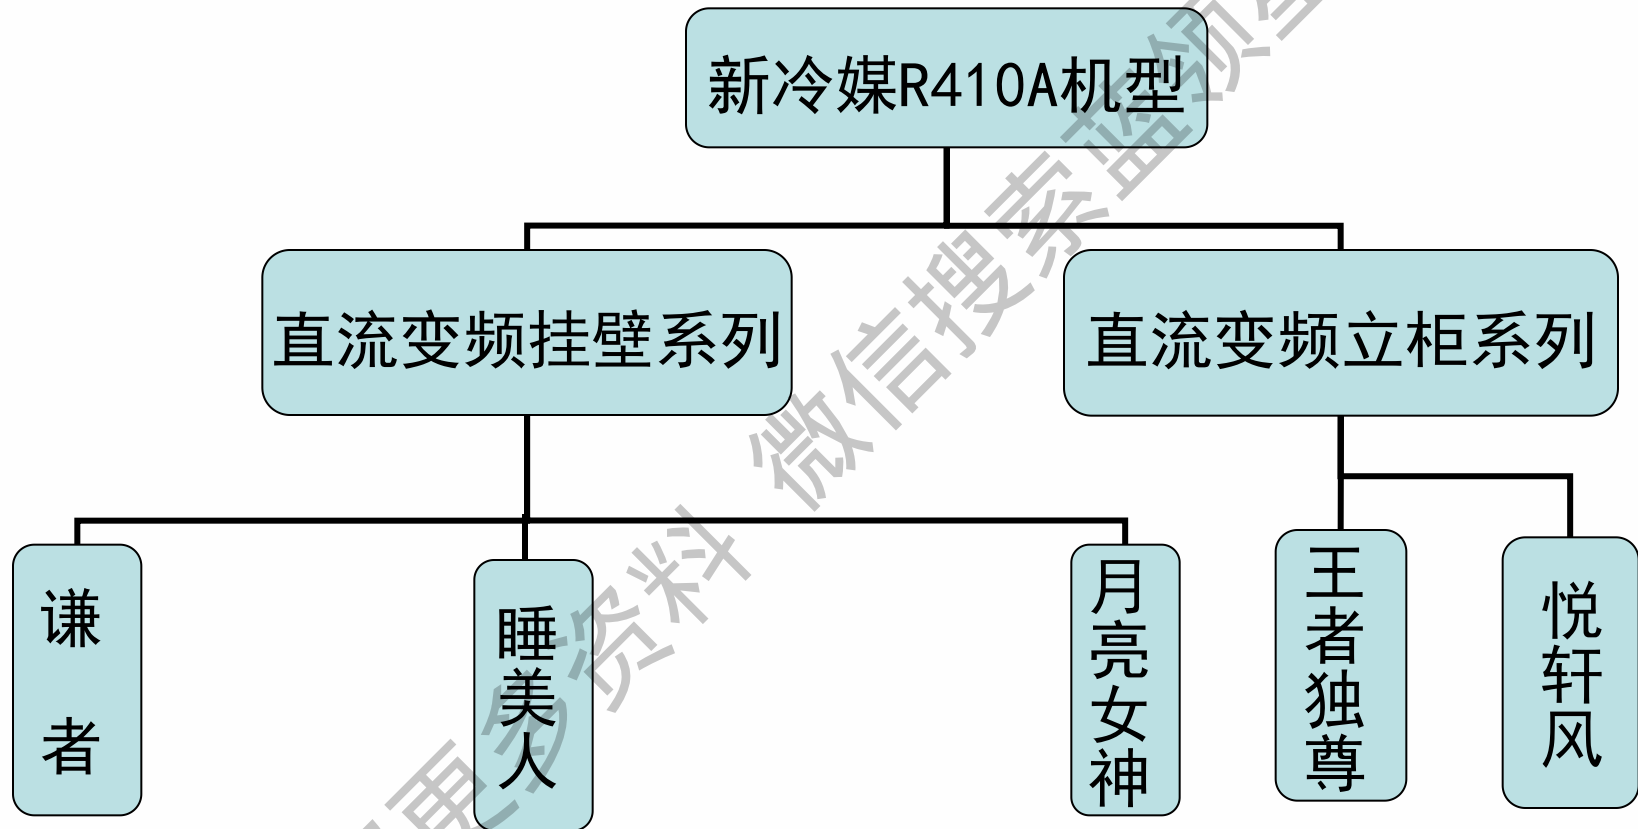 新冷媒R410A机型
直流变频挂壁系列
直流变频立柜系列
谦者
睡美人
月亮女神
王者独尊
悦轩风
更多资料 微信搜索蓝领